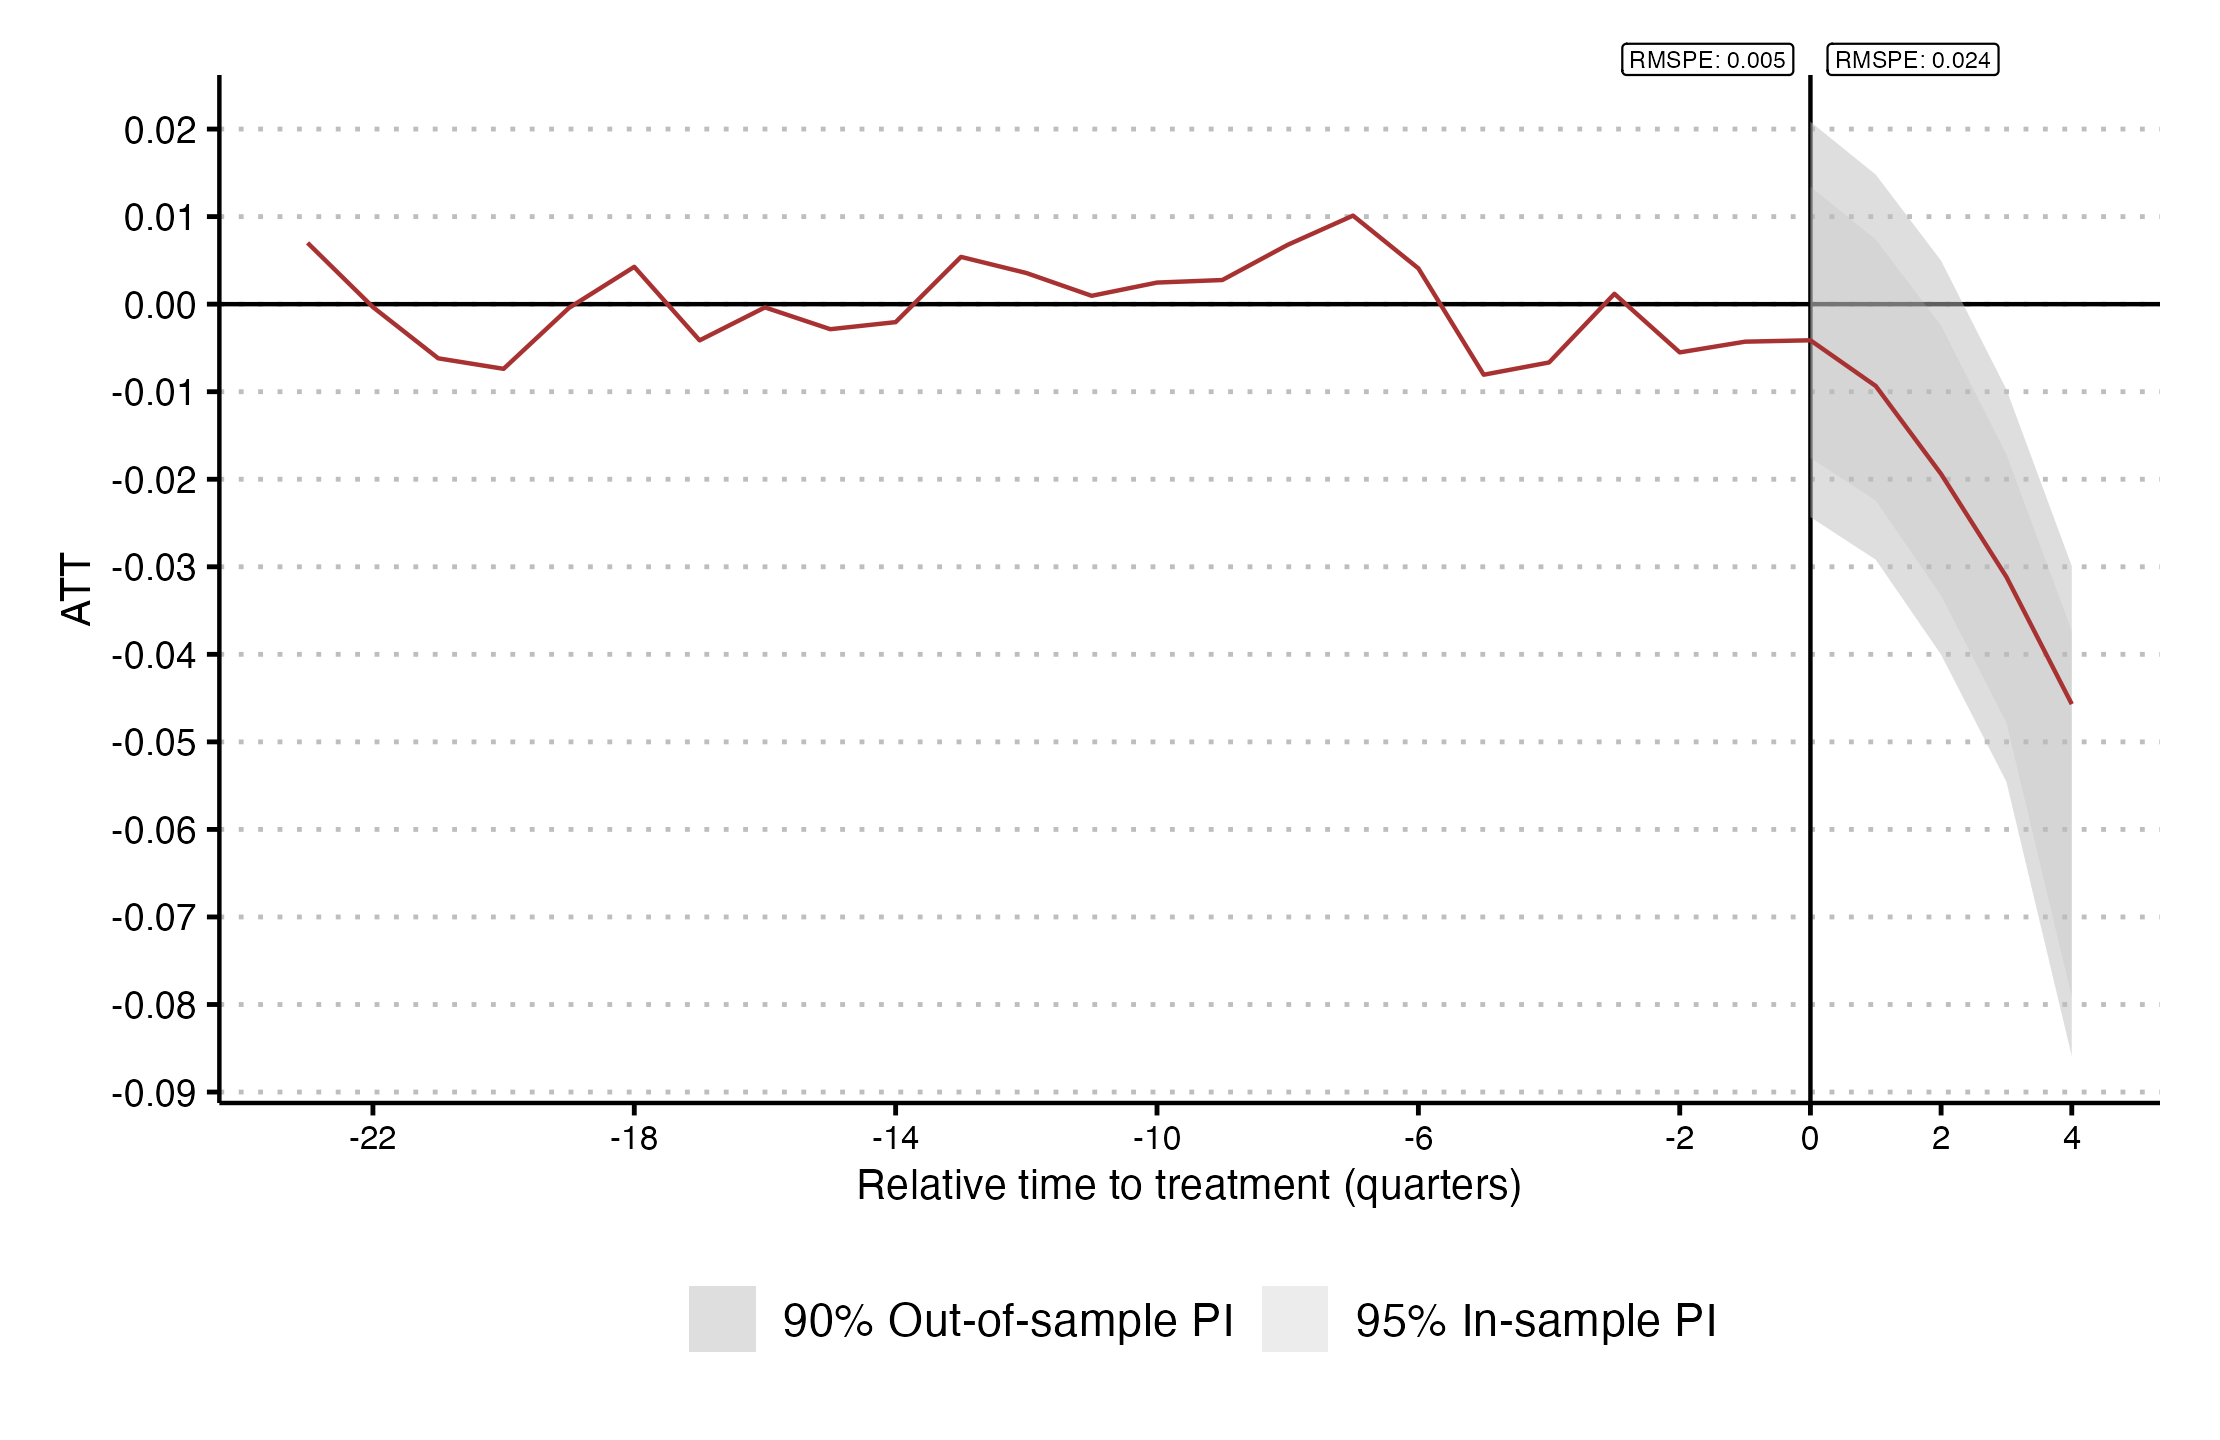 RMSPE: 0.005 RMSPE: 0.024
0.02
0.01
0.00
-0.01
-0.02
-0.03
-0.04
-0.05
-0.06
-0.07
-0.08
-0.09
ATT
-22 -18 -14 -10 -6 -2 0 2 4
Relative time to treatment (quarters)
90% Out-of-sample PI 95% In-sample PI